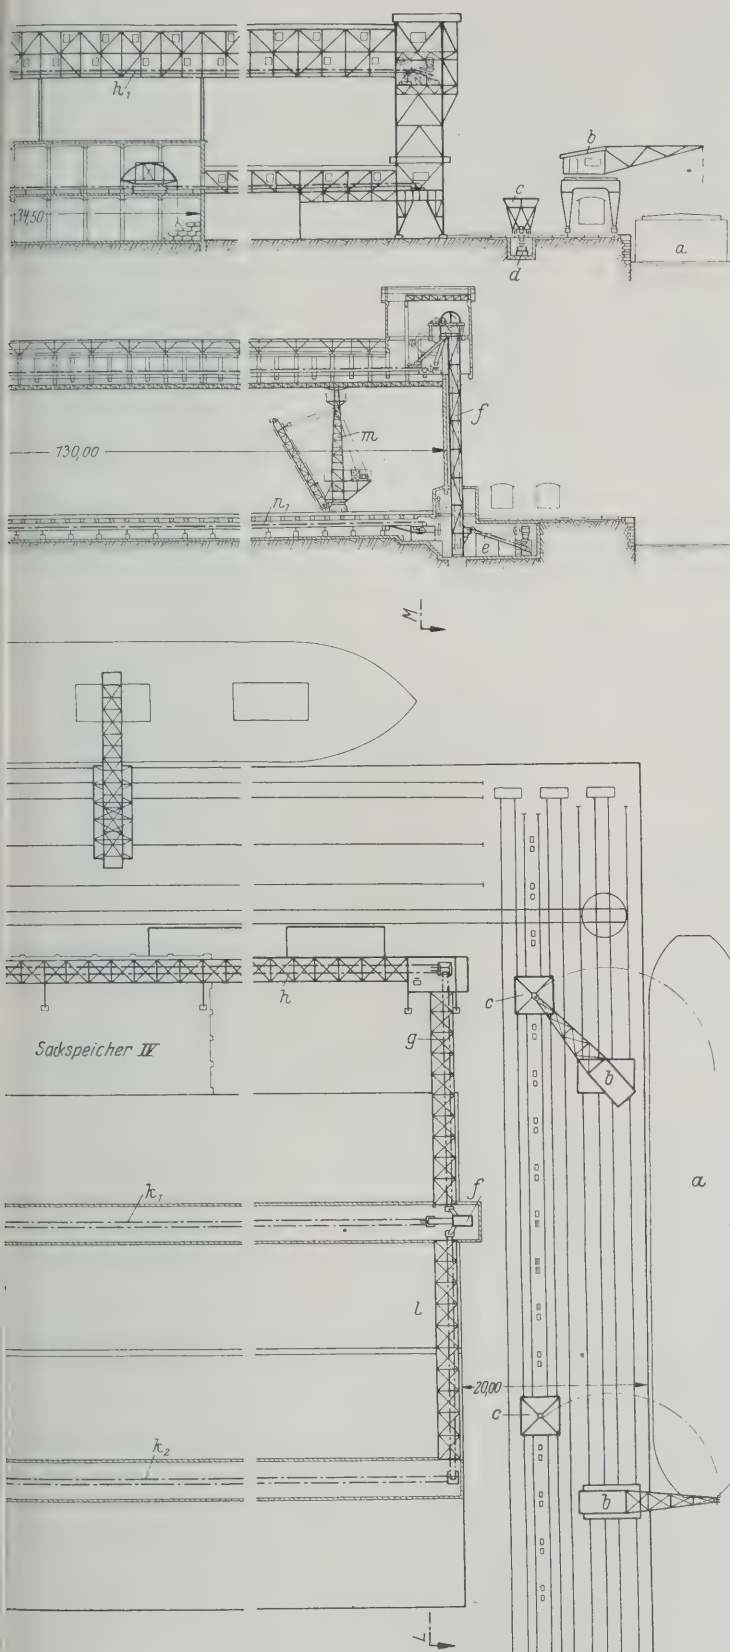 h₁
b
c
34,50
a
d
f
m
130,00
n₁
e
M
h
c
g
Sackspeicher IV
b
k₁
f
a
l
20,00
c
k₂
b
L